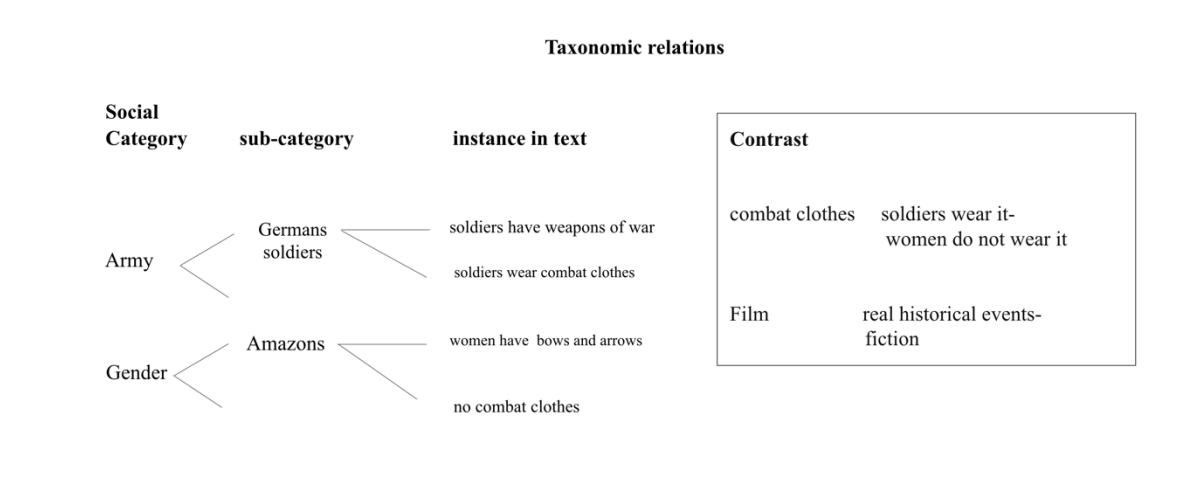 Taxonomic relations
Social
Category
sub-category
instance in text
Army
Germans
soldiers
soldiers have weapons of war
soldiers wear combat clothes
Gender
Amazons
women have bows and arrows
no combat clothes
Contrast
combat clothes soldiers wear it-
women do not wear it
Film real historical events-
fiction